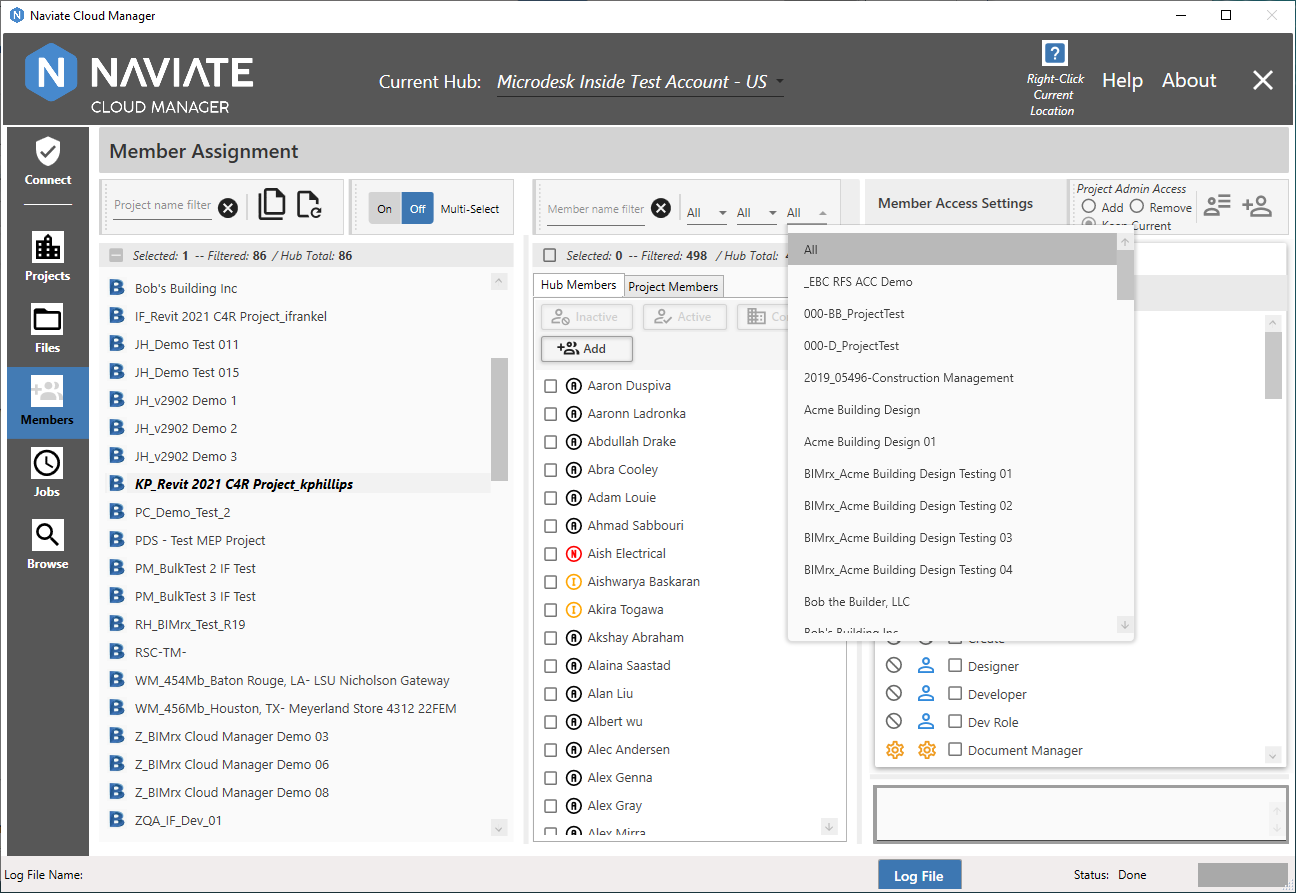 Naviate Cloud Manager
NAVIATE
CLOUD MANAGER
Current Hub: Microdesk Inside Test Account - US
?
Right-Click
Current
Location
Help
About
Member Assignment
Connect
Projects
Files
Members
Jobs
Browse
Project name filter
On
Off
Multi-Select
Selected: 1 -- Filtered: 86 / Hub Total: 86
Bob's Building Inc
IF_Revit 2021 C4R Project_ifrankel
JH_Demo Test 011
JH_Demo Test 015
JH_v2902 Demo 1
JH_v2902 Demo 2
JH_v2902 Demo 3
KP_Revit 2021 C4R Project_kphillips
PC_Demo_Test_2
PDS - Test MEP Project
PM_BulkTest 2 IF Test
PM_BulkTest 3 IF Test
RH_BIMrx_Test_R19
RSC-TM-
WM_454Mb_Baton Rouge, LA- LSU Nicholson Gateway
WM_456Mb_Houston, TX- Meyerland Store 4312 22FEM
Z_BIMrx Cloud Manager Demo 03
Z_BIMrx Cloud Manager Demo 06
Z_BIMrx Cloud Manager Demo 08
ZQA_IF_Dev_01
Member name filter
All
All
All
Selected: 0 -- Filtered: 498 / Hub Total:
Hub Members
Project Members
Inactive
Active
Add
Aaron Duspiva
Aaronn Ladronka
Abdullah Drake
Abra Cooley
Adam Louie
Ahmad Sabbouri
Aish Electrical
Aishwarya Baskaran
Akira Togawa
Akshay Abraham
Alaina Saastad
Alan Liu
Albert wu
Alec Andersen
Alex Genna
Alex Gray
Alex Mirra
All
_EBC RFS ACC Demo
000-BB_ProjectTest
000-D_ProjectTest
2019_05496-Construction Management
Acme Building Design
Acme Building Design 01
BIMrx_Acme Building Design Testing 01
BIMrx_Acme Building Design Testing 02
BIMrx_Acme Building Design Testing 03
BIMrx_Acme Building Design Testing 04
Bob the Builder, LLC
Bob's Building Inc
Member Access Settings
Project Admin Access
Add
Remove
Keep Current
Create
Designer
Developer
Dev Role
Document Manager
Log File Name:
Log File
Status: Done